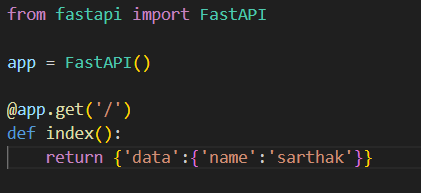 from fastapi import FastAPI
app = FastAPI()
@app.get('/')
def index():
    return {'data':{'name':'sarthak'}}